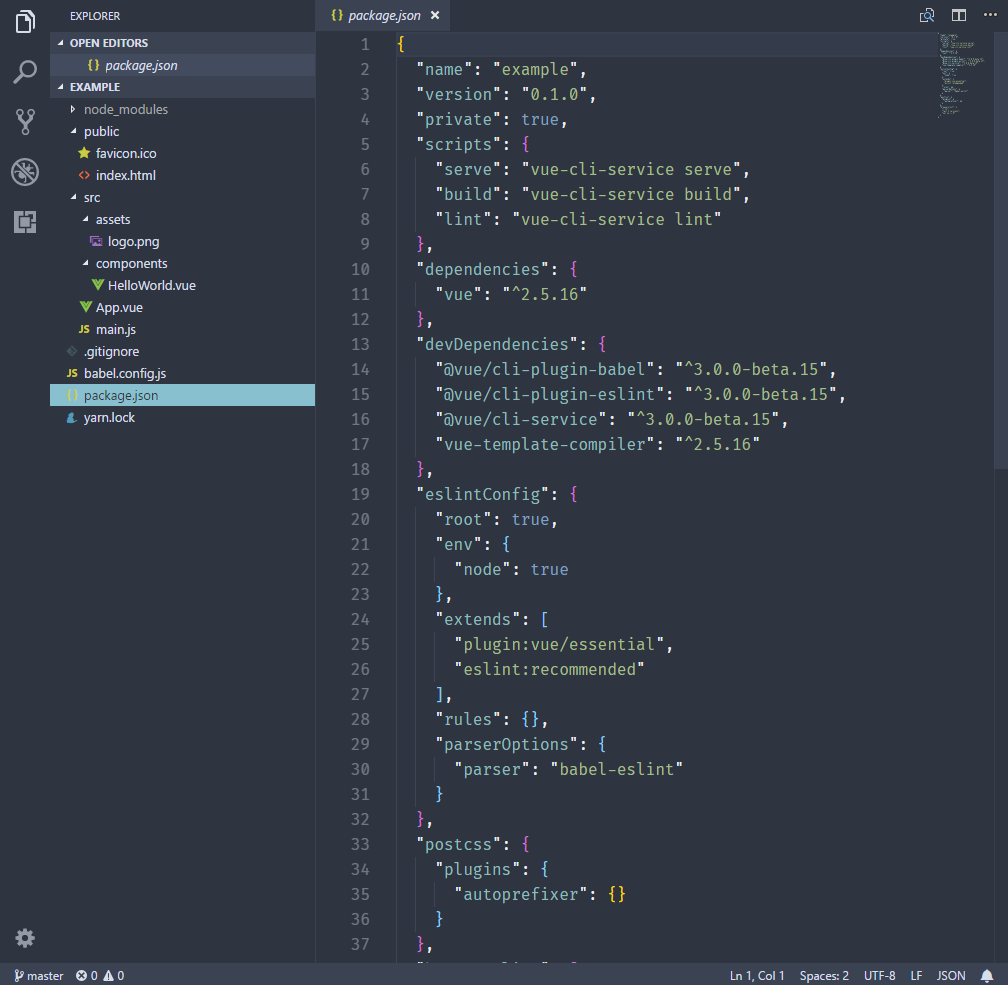 EXPLORER
OPEN EDITORS
{} package.json
EXAMPLE
node_modules
public
favicon.ico
<> index.html
src
assets
logo.png
components
HelloWorld.vue
App.vue
JS main.js
.gitignore
JS babel.config.js
{} package.json
yarn.lock
{} package.json ×
1 {
2 "name": "example",
3 "version": "0.1.0",
4 "private": true,
5 "scripts": {
6 "serve": "vue-cli-service serve",
7 "build": "vue-cli-service build",
8 "lint": "vue-cli-service lint"
9 },
10 "dependencies": {
11 "vue": "^2.5.16"
12 },
13 "devDependencies": {
14 "@vue/cli-plugin-babel": "^3.0.0-beta.15",
15 "@vue/cli-plugin-eslint": "^3.0.0-beta.15",
16 "@vue/cli-service": "^3.0.0-beta.15",
17 "vue-template-compiler": "^2.5.16"
18 },
19 "eslintConfig": {
20 "root": true,
21 "env": {
22 "node": true
23 },
24 "extends": [
25 "plugin:vue/essential",
26 "eslint:recommended"
27 ],
28 "rules": {},
29 "parserOptions": {
30 "parser": "babel-eslint"
31 }
32 },
33 "postcss": {
34 "plugins": {
35 "autoprefixer": {}
36 }
37 },
master 0 0 Ln 1, Col 1 Spaces: 2 UTF-8 LF JSON